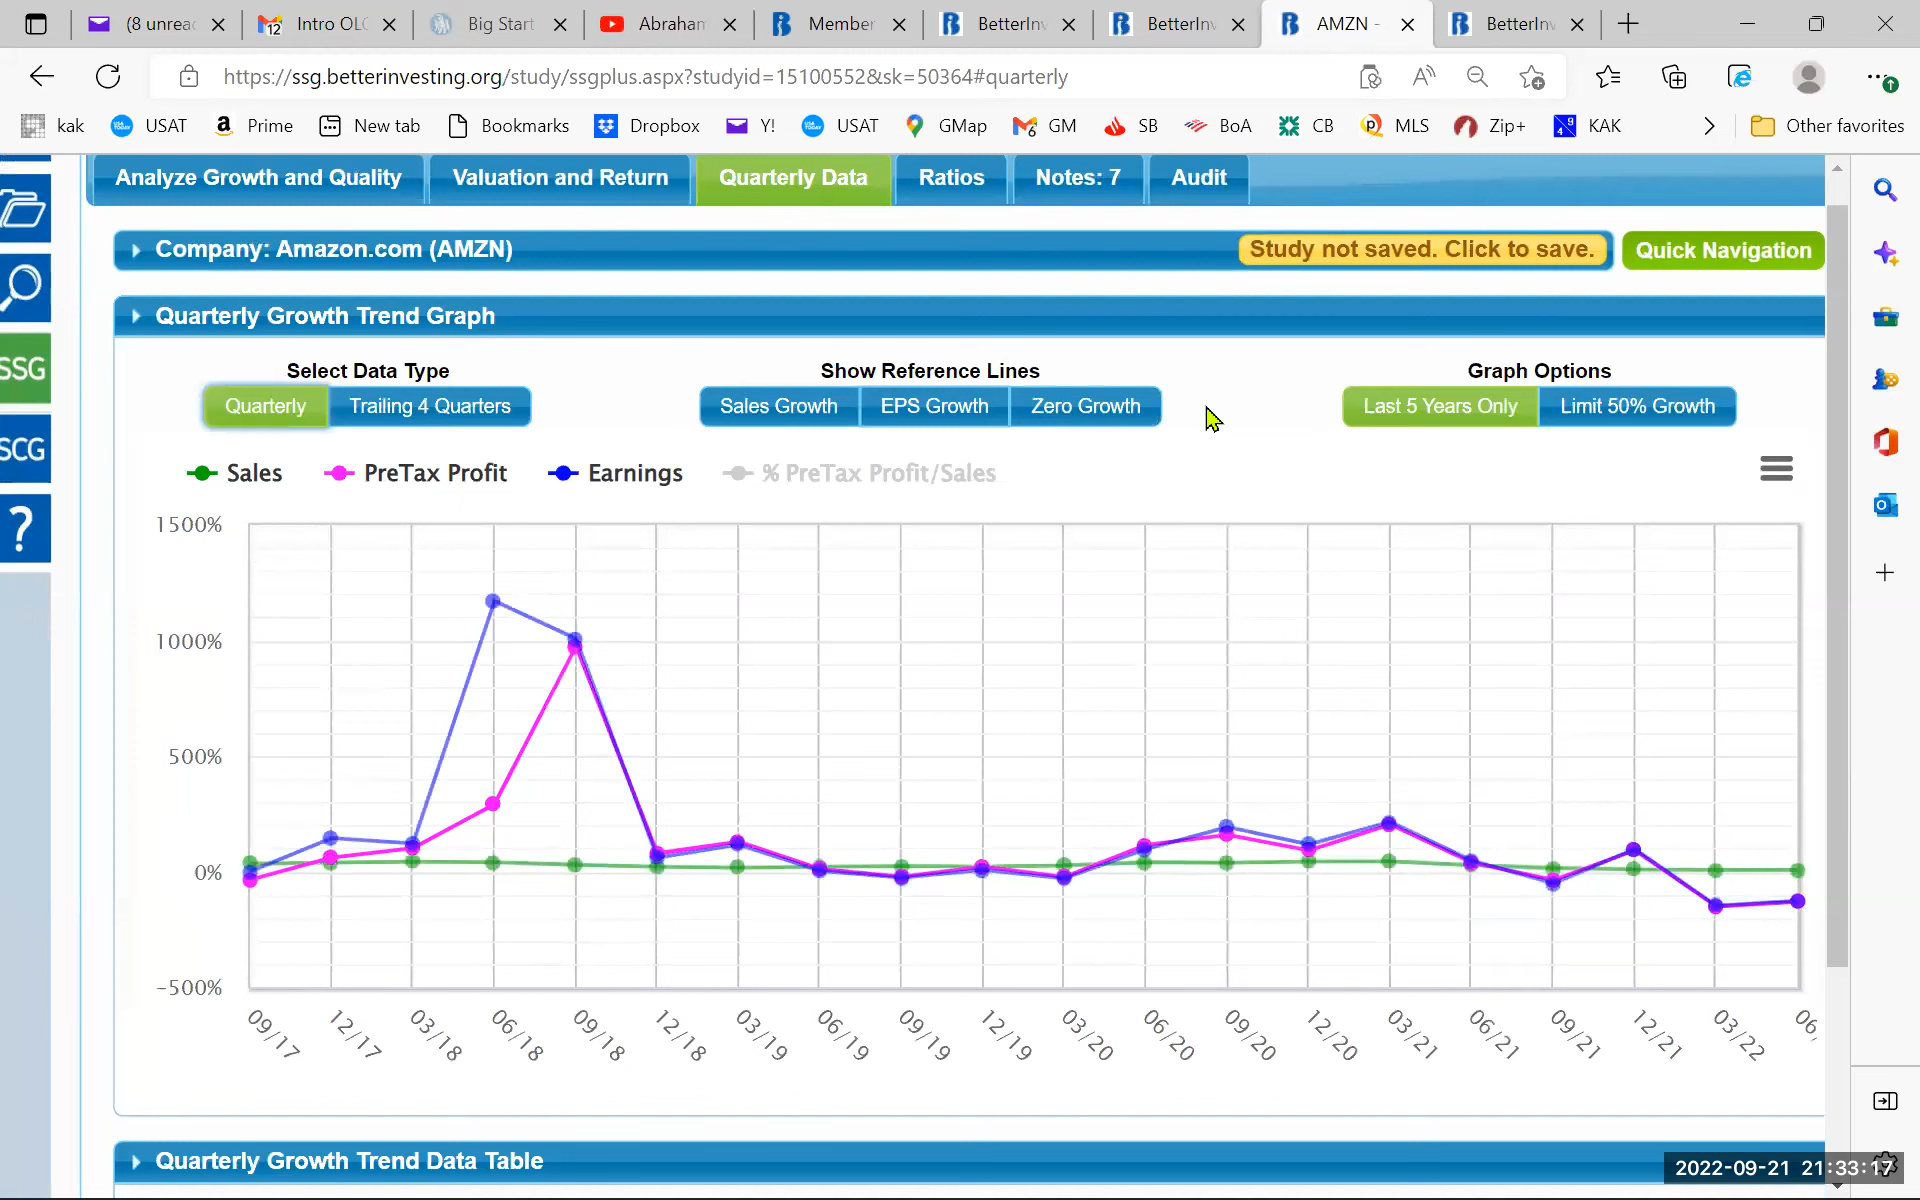 (8 unrea
12
Intro OLC
Big Start
Abraham
Member
BetterInv
BetterInv
AMZN -
BetterInv
https://ssg.betterinvesting.org/study/ssgplus.aspx?studyid=15100552&sk=50364#quarterly
kak
USAT
Prime
New tab
Bookmarks
Dropbox
Y!
USAT
GMap
GM
SB
BoA
CB
MLS
Zip+
KAK
Other favorites
Analyze Growth and Quality
Valuation and Return
Quarterly Data
Ratios
Notes: 7
Audit
Company: Amazon.com (AMZN)
Study not saved. Click to save.
Quick Navigation
Quarterly Growth Trend Graph
SSG
SCG
?
Select Data Type
Show Reference Lines
Graph Options
Quarterly
Trailing 4 Quarters
Sales Growth
EPS Growth
Zero Growth
Last 5 Years Only
Limit 50% Growth
Sales
PreTax Profit
Earnings
% PreTax Profit/Sales
1500%
1000%
500%
0%
-500%
09/17
12/17
03/18
06/18
09/18
12/18
03/19
06/19
09/19
12/19
03/20
06/20
09/20
12/20
03/21
06/21
09/21
12/21
03/22
06,
Quarterly Growth Trend Data Table
2022-09-21 21:33:17